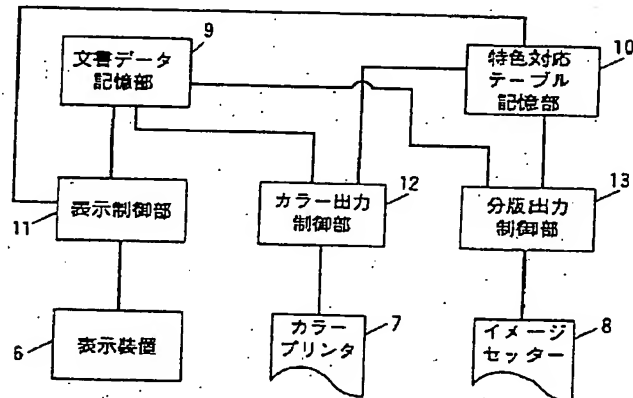 9
文書データ
記憶部
特色対応
テーブル
記憶部
10
11
表示制御部
カラー出力
制御部
12
分版出力
制御部
13
6
表示装置
カラー
プリンタ
7
イメージ
セッター
8